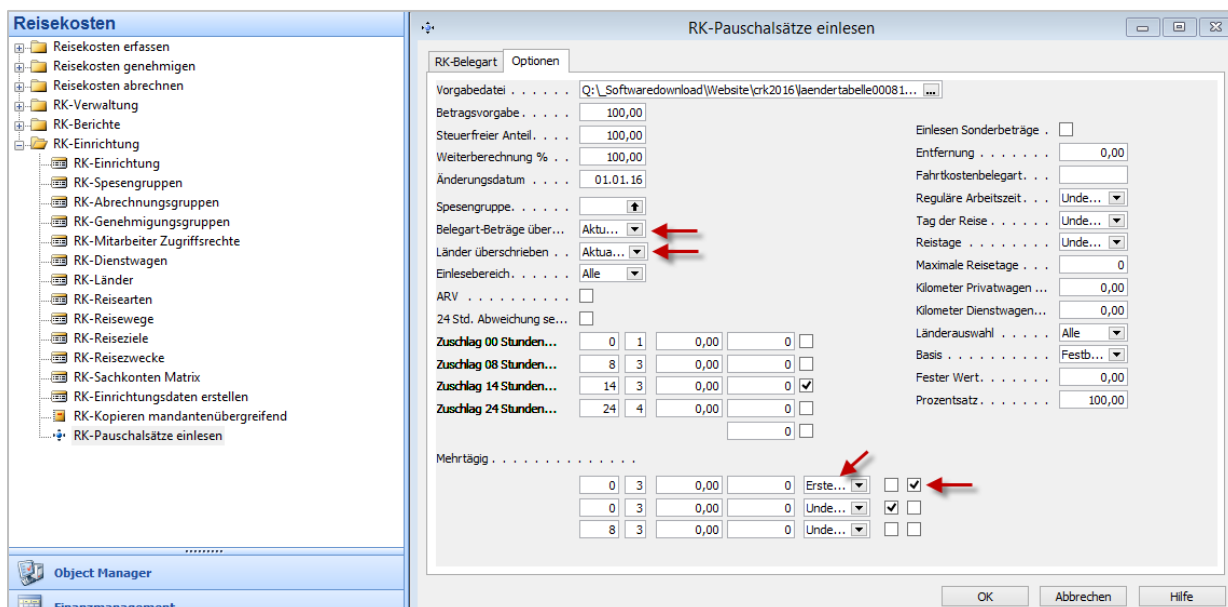 Reisekosten
Reisekosten erfassen
Reisekosten genehmigen
Reisekosten abrechnen
RK-Verwaltung
RK-Berichte
RK-Einrichtung
RK-Einrichtung
RK-Spesengruppen
RK-Abrechnungsgruppen
RK-Genehmigungsgruppen
RK-Mitarbeiter Zugriffsrechte
RK-Dienstwagen
RK-Länder
RK-Reisearten
RK-Reisewege
RK-Reiseziele
RK-Reisezwecke
RK-Sachkonten Matrix
RK-Einrichtungsdaten erstellen
RK-Kopieren mandantenübergreifend
RK-Pauschalsätze einlesen
Object Manager
Finanzmanagement
RK-Pauschalsätze einlesen
RK-Belegart Optionen
Vorgabedatei . . . . . . Q:\_Softwaredownload\Website\crk2016\laendertabelle00081... ...
Betragsvorgabe . . . . . 100,00
Steuerfreier Anteil. . . . 100,00
Weiterberechnung % . . 100,00
Änderungsdatum . . . . 01.01.16
Spesengruppe. . . . . .
Belegart-Beträge über... Aktu...
Länder überschrieben . . Aktua...
Einlesebereich. . . . . . Alle
ARV . . . . . . . . . .
24 Std. Abweichung se...
Zuschlag 00 Stunden... 0 1 0,00 0
Zuschlag 08 Stunden... 8 3 0,00 0
Zuschlag 14 Stunden... 14 3 0,00 0
Zuschlag 24 Stunden... 24 4 0,00 0
0
Mehrtägig . . . . . . . . . . . . . .
0 3 0,00 0 Erste...
0 3 0,00 0 Unde...
8 3 0,00 0 Unde...
Einlesen Sonderbeträge .
Entfernung . . . . . . . 0,00
Fahrtkostenbelegart. . .
Reguläre Arbeitszeit . . . Unde...
Tag der Reise . . . . . . Unde...
Reistage . . . . . . . . Unde...
Maximale Reisetage . . . 0
Kilometer Privatwagen ... 0,00
Kilometer Dienstwagen... 0,00
Länderauswahl . . . . . Alle
Basis . . . . . . . . . . Festb...
Fester Wert. . . . . . . 0,00
Prozentsatz. . . . . . . 100,00
OK Abbrechen Hilfe